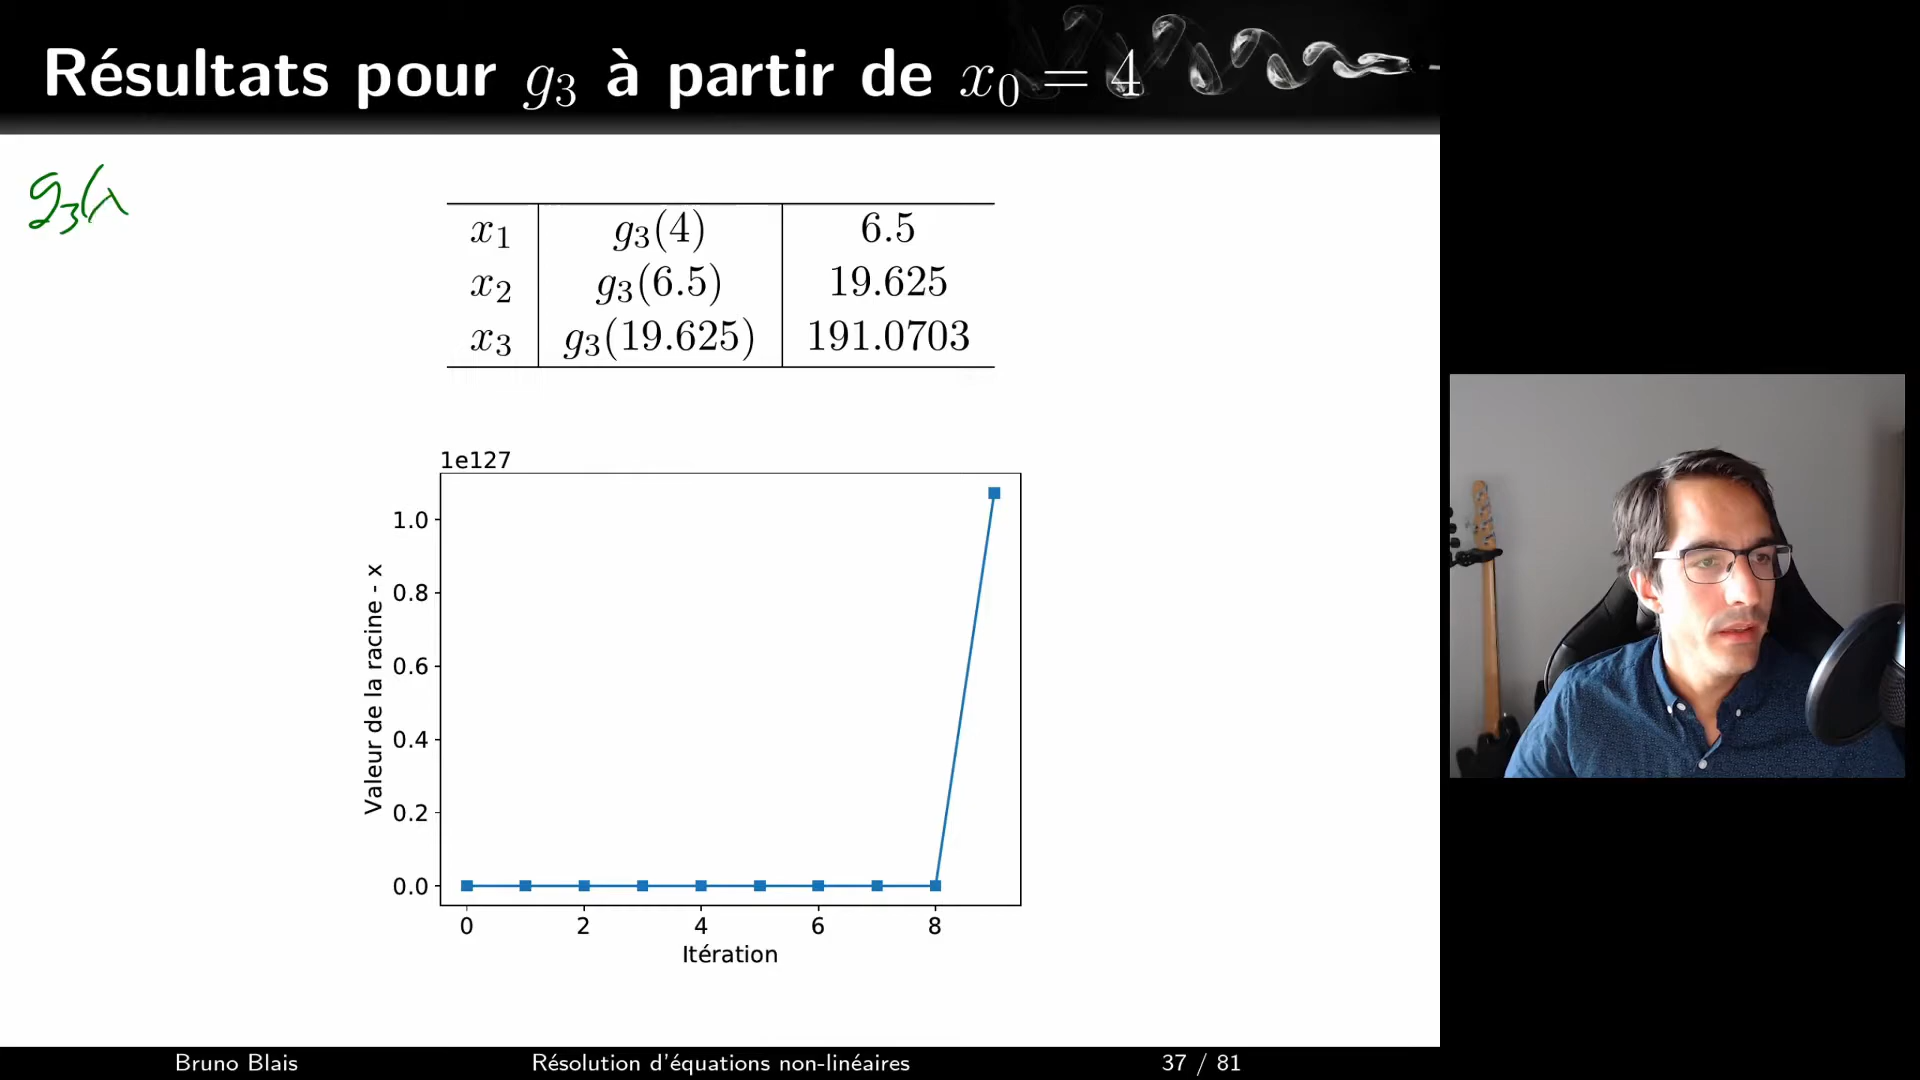 Résultats pour g₃ à partir de x₀ = 4
g₃(x
x₁ g₃(4) 6.5
x₂ g₃(6.5) 19.625
x₃ g₃(19.625) 191.0703
1e127
1.0
0.8
0.6
0.4
0.2
0.0
Valeur de la racine - x
0 2 4 6 8
Itération
Bruno Blais Résolution d'équations non-linéaires 37 / 81